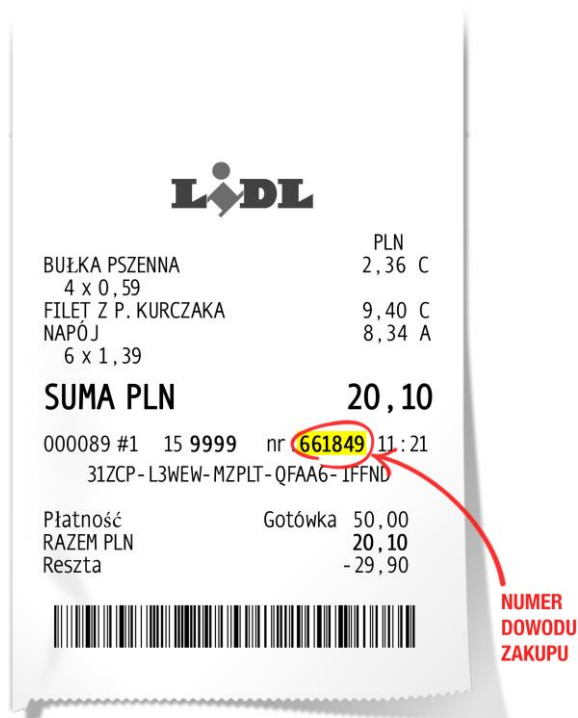 LIDL
PLN
BUŁKA PSZENNA 2,36 C
4 x 0,59
FILET Z P. KURCZAKA 9,40 C
NAPÓJ 8,34 A
6 x 1,39
SUMA PLN 20,10
000089 #1 15 9999 nr 661849 11:21
31ZCP-L3WEW-MZPLT-QFAA6-1FFND
Płatność Gotówka 50,00
RAZEM PLN 20,10
Reszta -29,90
NUMER
DOWODU
ZAKUPU